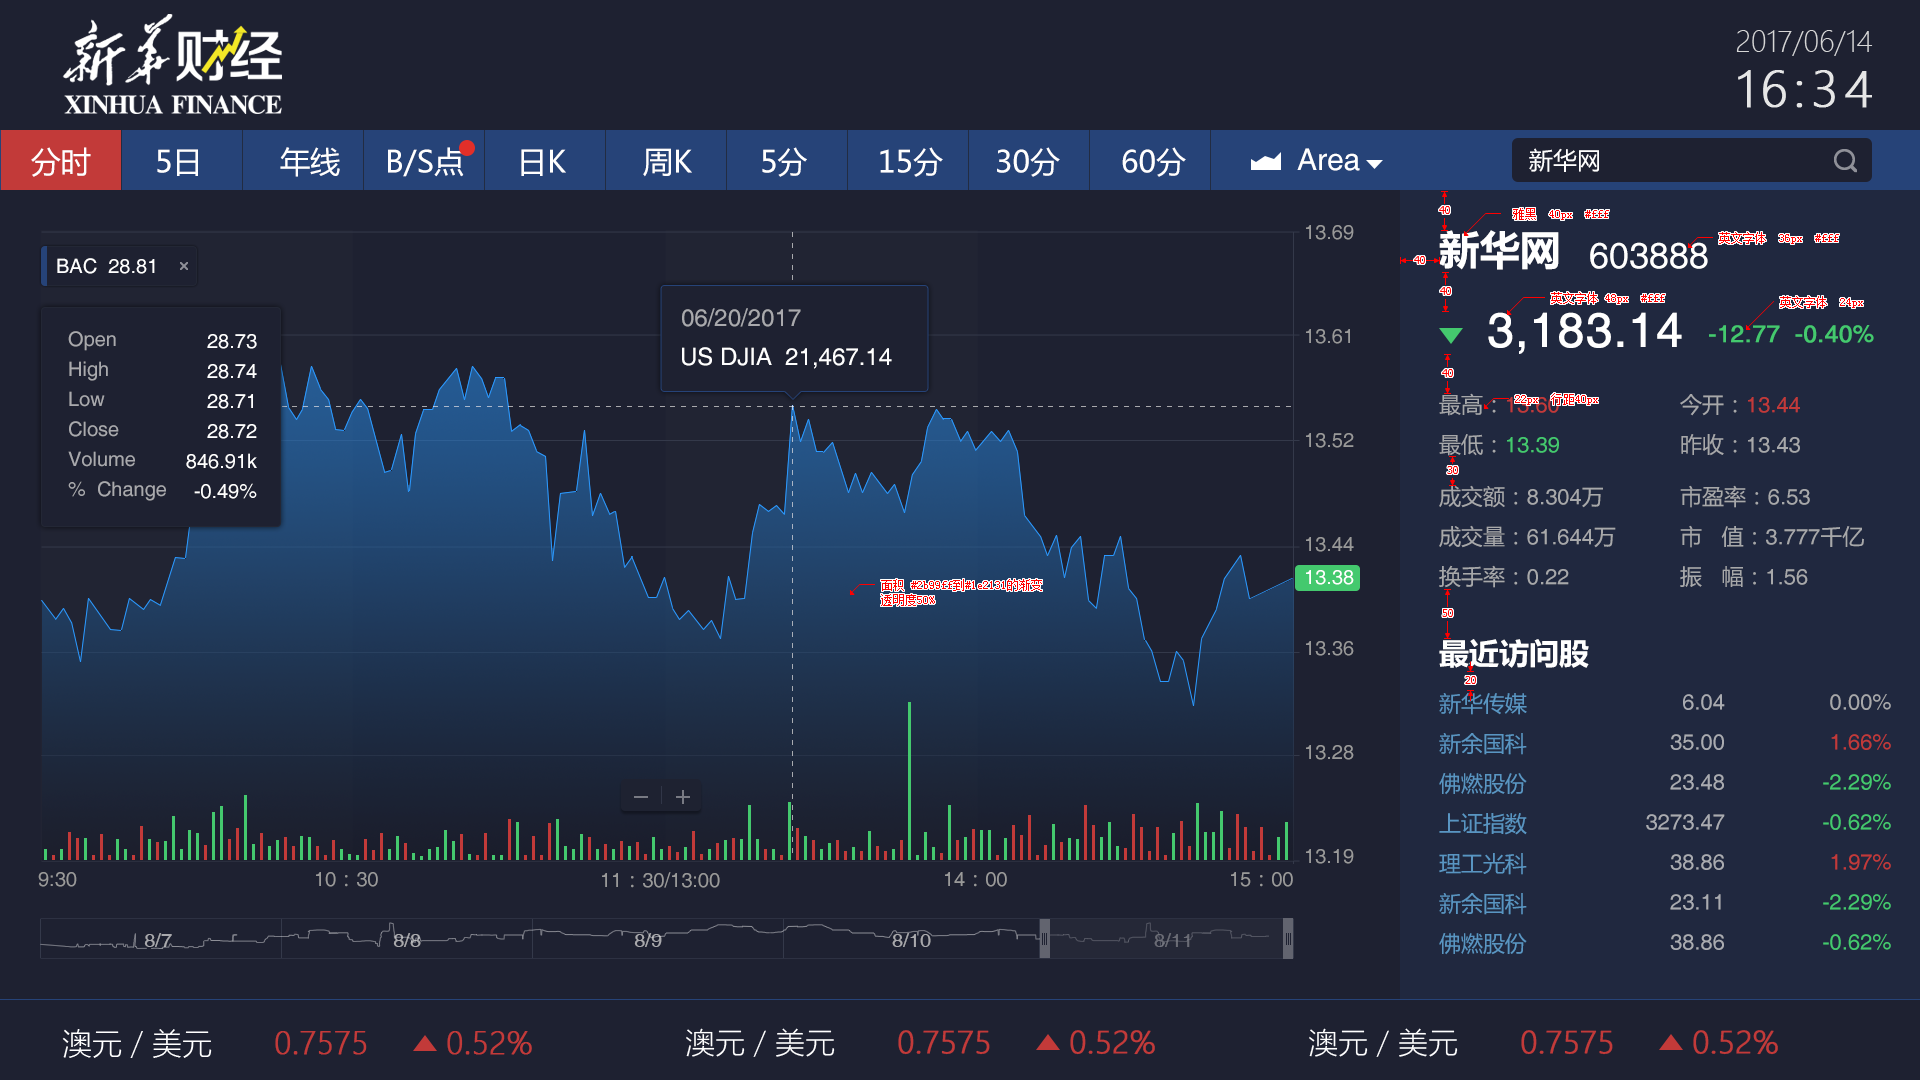 新华财经
XINHUA FINANCE
2017/06/14
16:34
分时 5日 年线 B/S点 日K 周K 5分 15分 30分 60分 Area 新华网
40
雅黑 40px #fff
新华网 603888
英文字体 36px #fff
40
40
英文字体 48px #fff
英文字体 24px
3,183.14 -12.77 -0.40%
40
22px 行距40px
最高：13.60 今开：13.44
最低：13.39 昨收：13.43
30
成交额：8.304万 市盈率：6.53
成交量：61.644万 市 值：3.777千亿
换手率：0.22 振 幅：1.56
50
最近访问股
20
新华传媒 6.04 0.00%
新余国科 35.00 1.66%
佛燃股份 23.48 -2.29%
上证指数 3273.47 -0.62%
理工光科 38.86 1.97%
新余国科 23.11 -2.29%
佛燃股份 38.86 -0.62%
BAC 28.81 ×
Open 28.73
High 28.74
Low 28.71
Close 28.72
Volume 846.91k
% Change -0.49%
06/20/2017
US DJIA 21,467.14
面积 #2b99ff到#1e2131的渐变
透明度50%
13.69
13.61
13.52
13.44
13.38
13.36
13.28
13.19
− +
9:30 10：30 11：30/13:00 14：00 15：00
8/7 8/8 8/9 8/10 8/11
澳元 / 美元 0.7575 ▲ 0.52% 澳元 / 美元 0.7575 ▲ 0.52% 澳元 / 美元 0.7575 ▲ 0.52%